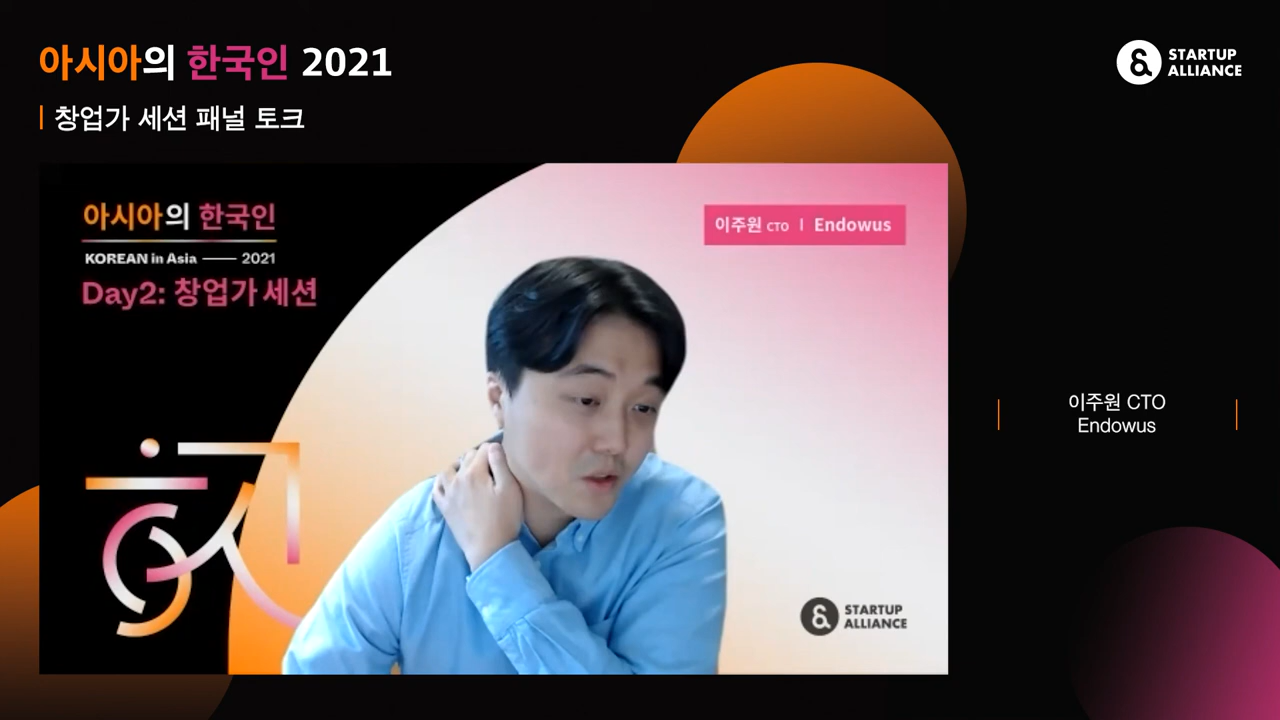 아시아의 한국인 2021
창업가 세션 패널 토크
STARTUP
ALLIANCE
아시아의 한국인
KOREAN in Asia 2021
Day2: 창업가 세션
이주원 CTO | Endowus
STARTUP
ALLIANCE
이주원 CTO
Endowus